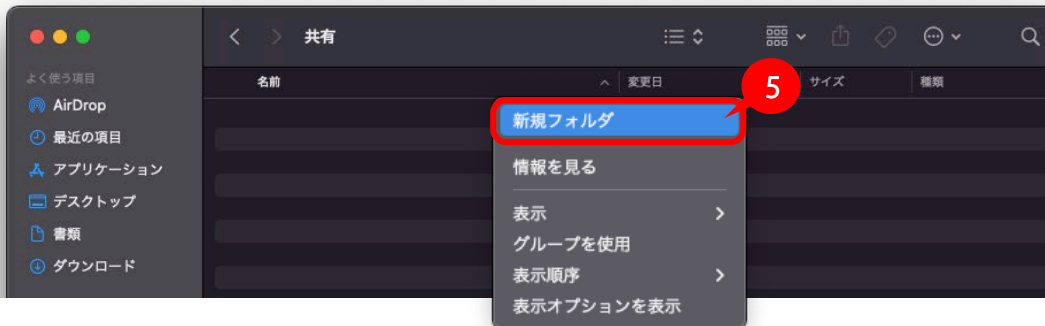 共有
よく使う項目
AirDrop
最近の項目
アプリケーション
デスクトップ
書類
ダウンロード
名前 変更日 サイズ 種類
5
新規フォルダ
情報を見る
表示
グループを使用
表示順序
表示オプションを表示